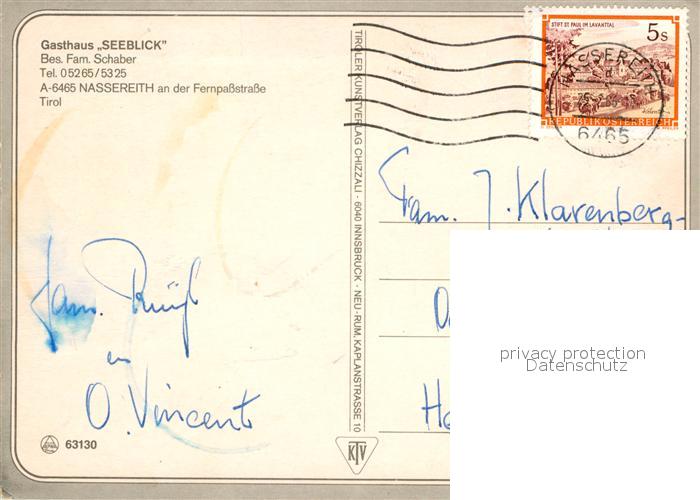 Gasthaus „SEEBLICK”
Bes. Fam. Schaber
Tel. 05265/5325
A-6465 NASSEREITH an der Fernpaßstraße
Tirol
Fam.
en
O. Vincent
63130
TIROLER KUNSTVERLAG CHIZZALI - 6040 INNSBRUCK - NEU-RUM, KAPLANSTRASSE 10
KTV
STIFT ST. PAUL IM LAVANTTAL
5s
REPUBLIK ÖSTERREICH
NASSEREITH
6465
Fam. J. Klarenberg-
privacy protection
Datenschutz